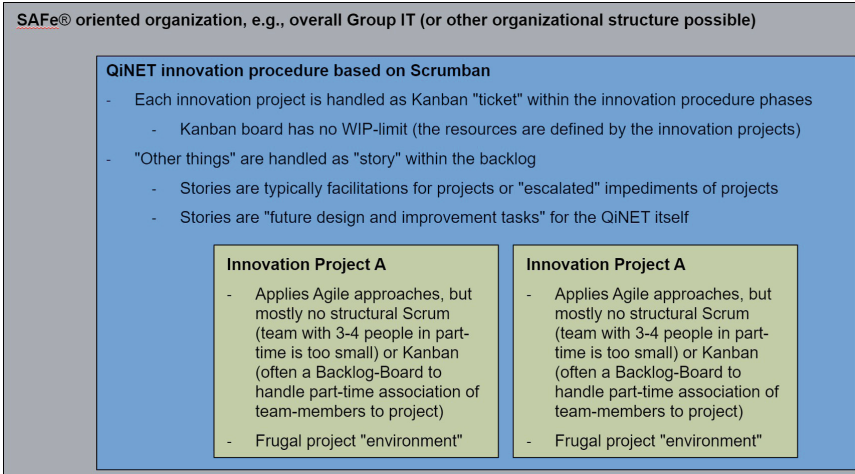 SAFe® oriented organization, e.g., overall Group IT (or other organizational structure possible)
QiNET innovation procedure based on Scrumban
- Each innovation project is handled as Kanban "ticket" within the innovation procedure phases
- Kanban board has no WIP-limit (the resources are defined by the innovation projects)
- "Other things" are handled as "story" within the backlog
- Stories are typically facilitations for projects or "escalated" impediments of projects
- Stories are "future design and improvement tasks" for the QiNET itself
Innovation Project A
- Applies Agile approaches, but
mostly no structural Scrum
(team with 3-4 people in part-
time is too small) or Kanban
(often a Backlog-Board to
handle part-time association of
team-members to project)
- Frugal project "environment"
Innovation Project A
- Applies Agile approaches, but
mostly no structural Scrum
(team with 3-4 people in part-
time is too small) or Kanban
(often a Backlog-Board to
handle part-time association of
team-members to project)
- Frugal project "environment"